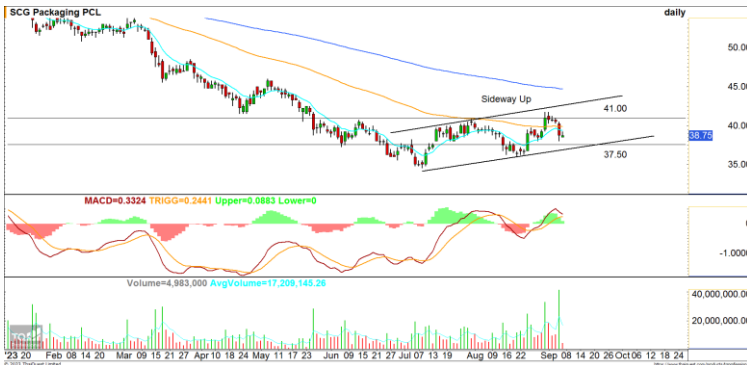 SCG Packaging PCL daily
50.00
Sideway Up
45.00
41.00
40.00
38.75
37.50
35.00
MACD=0.3324 TRIGG=0.2441 Upper=0.0883 Lower=0
0
-1.0000
Volume=4,983,000 AvgVolume=17,209,145.26
40,000,000.00
20,000,000.00
'23 20 Feb 08 14 20 Mar 09 15 21 27 Apr 10 18 24 May 11 17 23 Jun 09 15 21 27 Jul 07 13 19 Aug 10 16 22 Sep 08 14 20 26 Oct 06 12 18 24